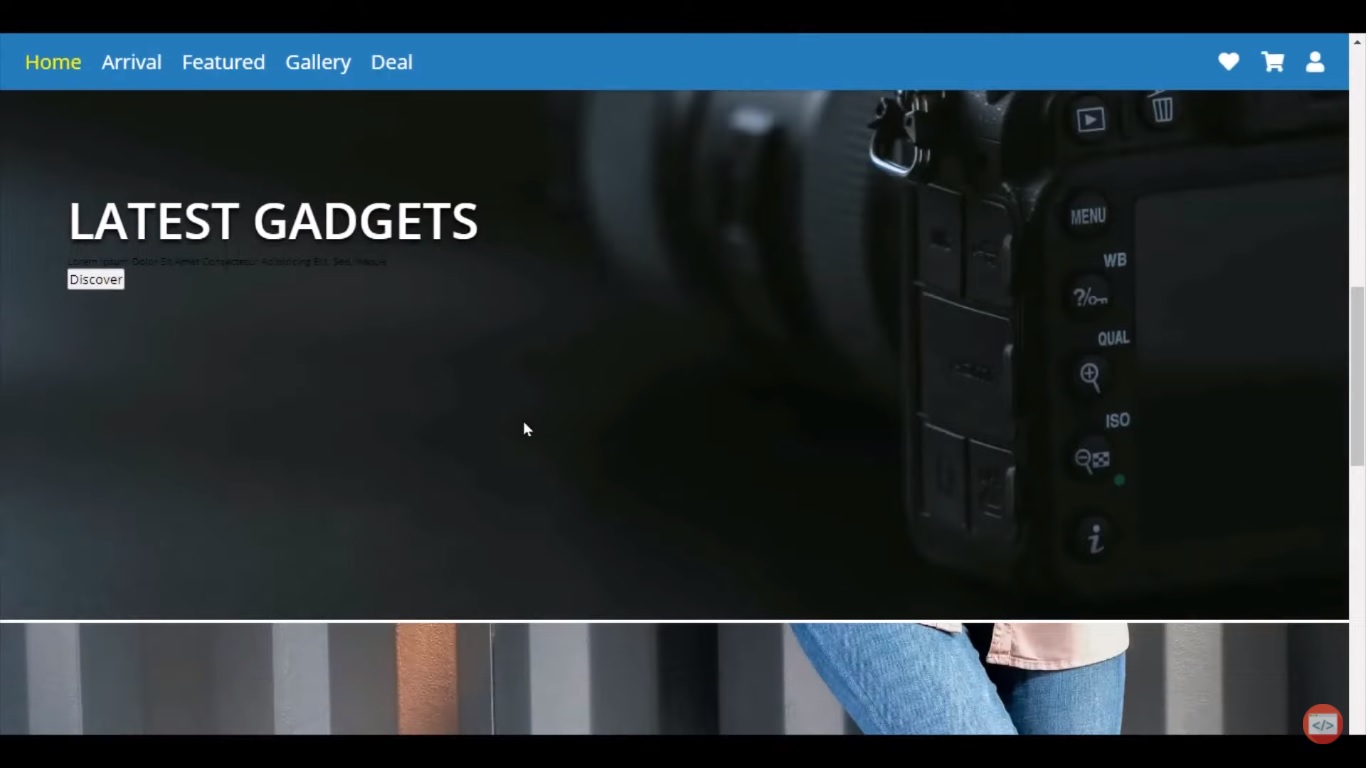 Home Arrival Featured Gallery Deal
LATEST GADGETS
Lorem Ipsum Dolor Sit Amet Consectetur Adipisicing Elit. Sed,
Discover
MENU
WB
?/
QUAL
ISO
i
</>